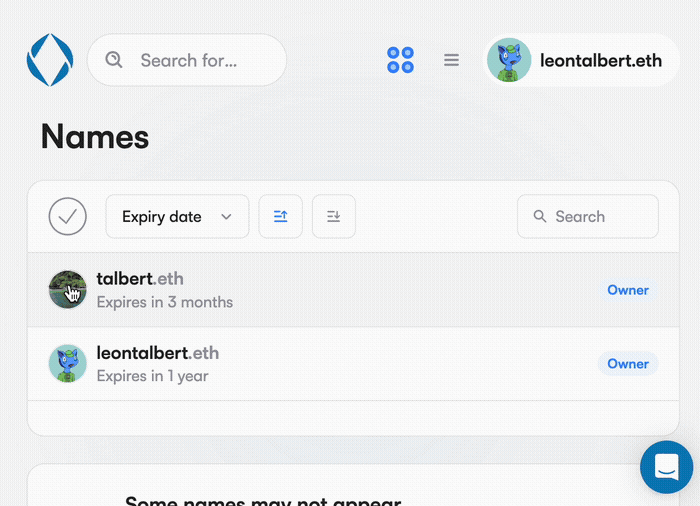 Search for...
leontalbert.eth
Names
Expiry date
Search
talbert.eth
Expires in 3 months
Owner
leontalbert.eth
Expires in 1 year
Owner
Some names may not appear